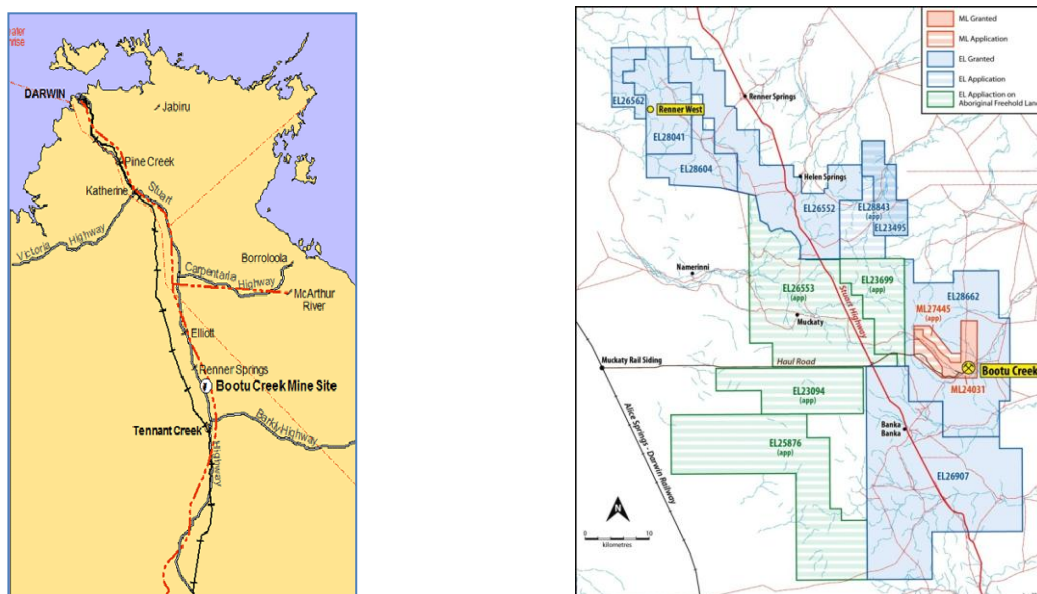 ater
nrise
DARWIN
Jabiru
Pine Creek
Katherine
Stuart
Victoria Highway
Borroloola
Carpentaria
Highway
McArthur
River
Elliott
Renner Springs
Bootu Creek Mine Site
Tennant Creek
Barkly Highway
Highway
ML Granted
ML Application
EL Granted
EL Application
EL Appliaction on
Aboriginal Freehold Land
EL26562
Renner West
Renner Springs
EL28041
EL28604
Helen Springs
EL26552
EL28843
(app)
EL23495
Namerinni
EL26553
(app)
EL23699
(app)
EL28662
Stuart Highway
ML27445
(app)
Muckaty
Muckaty Rail Siding
Haul Road
Bootu Creek
ML24031
EL23094
(app)
Alice Springs - Darwin Railway
EL25876
(app)
Banka
Banka
EL26907
N
0 10
kilometres